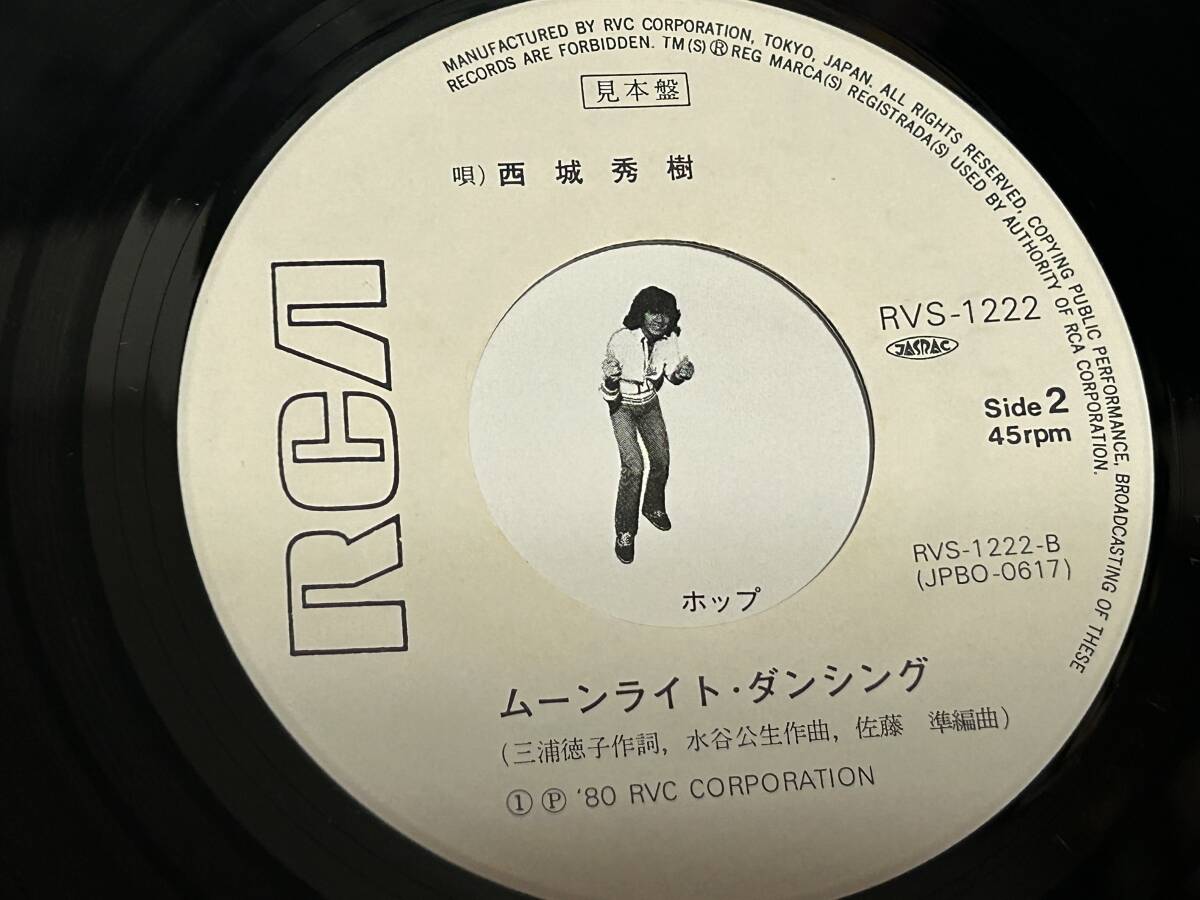 MANUFACTURED BY RVC CORPORATION, TOKYO, JAPAN. ALL RIGHTS RESERVED, COPYING PUBLIC PERFORMANCE, BROADCASTING OF THESE
RECORDS ARE FORBIDDEN. TM(S)®REG MARCA(S) REGISTRADA(S) USED BY AUTHORITY OF RCA CORPORATION.
見本盤
唄) 西城秀樹
RCA
RVS-1222
JASRAC
Side 2
45rpm
RVS-1222-B
(JPBO-0617)
ホップ
ムーンライト・ダンシング
(三浦徳子作詞, 水谷公生作曲, 佐藤 準編曲)
① Ⓟ '80 RVC CORPORATION